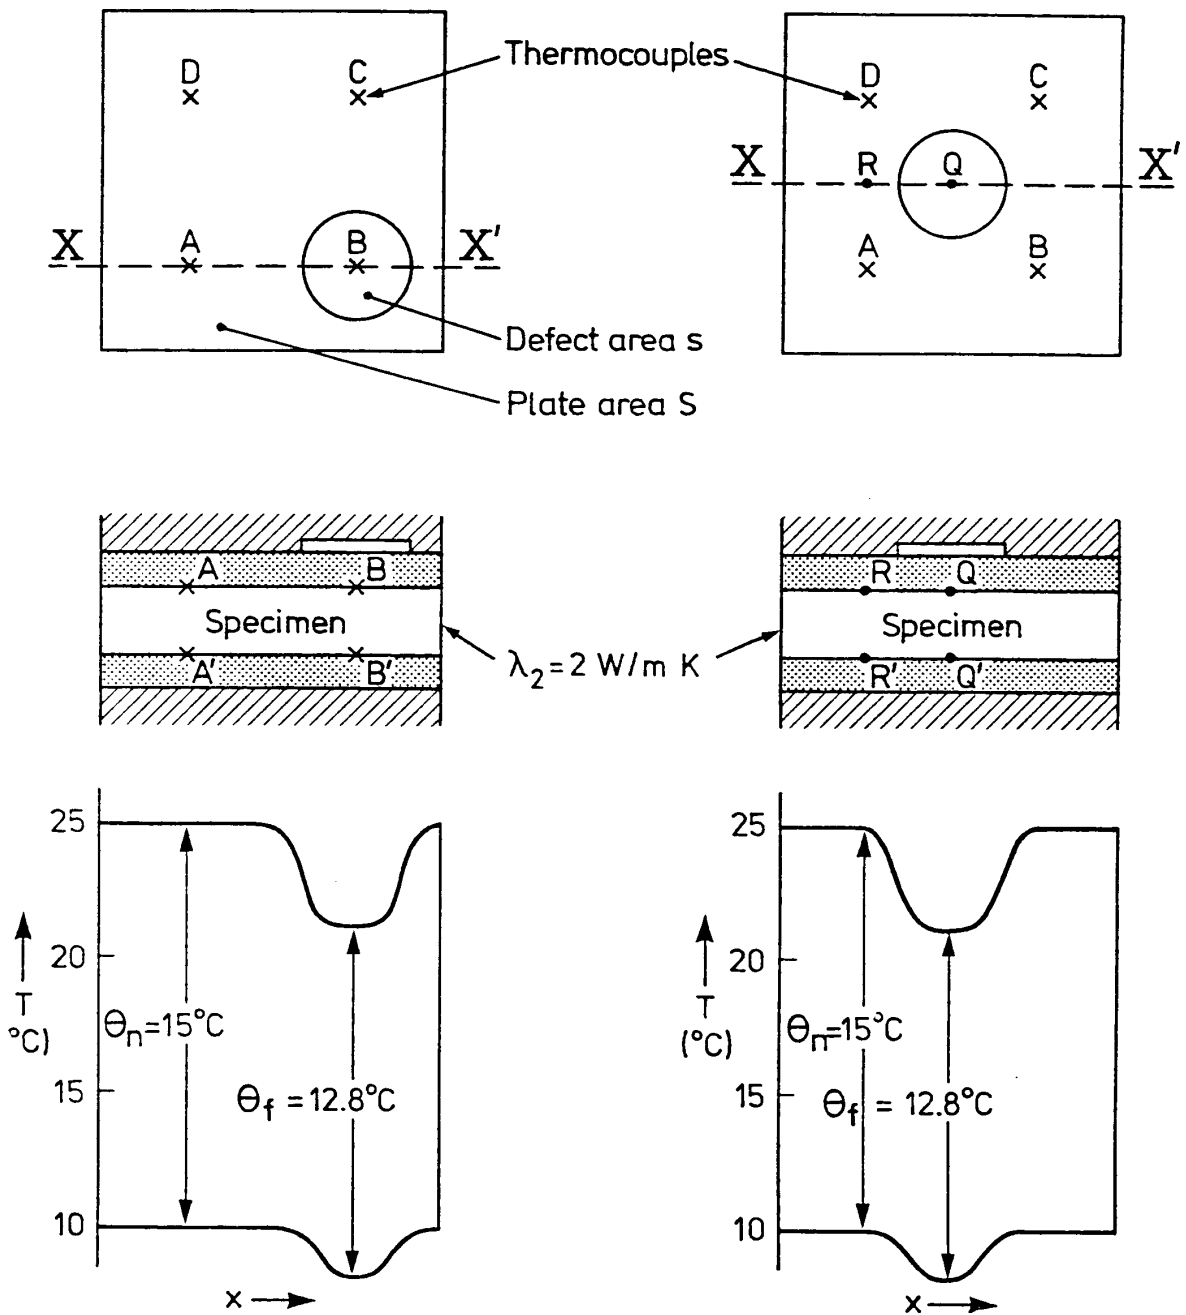 D C Thermocouples D C
X R Q X'
X A B X' A B
Defect area s
Plate area S
A B R Q
Specimen Specimen
A' B' λ₂ = 2 W/m K R' Q'
25 25
20 20
T T
(°C) (°C)
θn = 15°C θn = 15°C
15 15
θf = 12.8°C θf = 12.8°C
10 10
x x